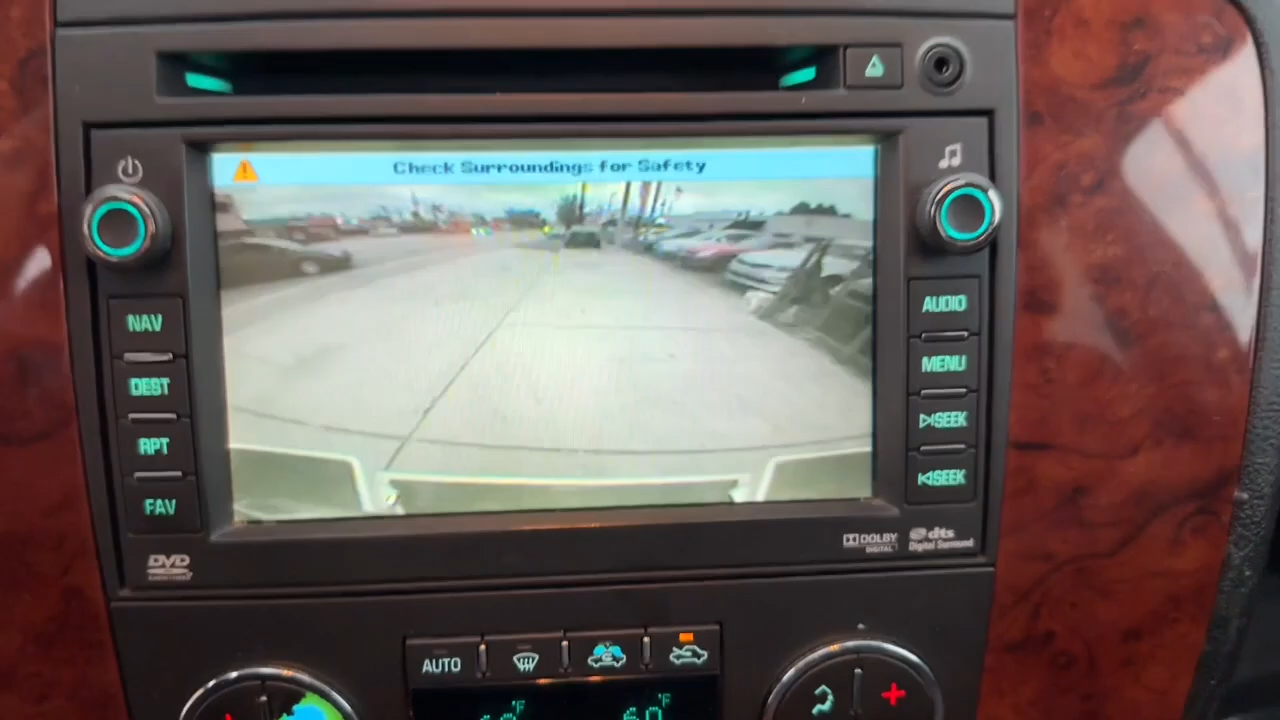 Check Surroundings for Safety
NAV
DEST
RPT
FAV
AUDIO
MENU
SEEK
SEEK
DVD
DOLBY
DIGITAL
dts
Digital Surround
AUTO
60°F